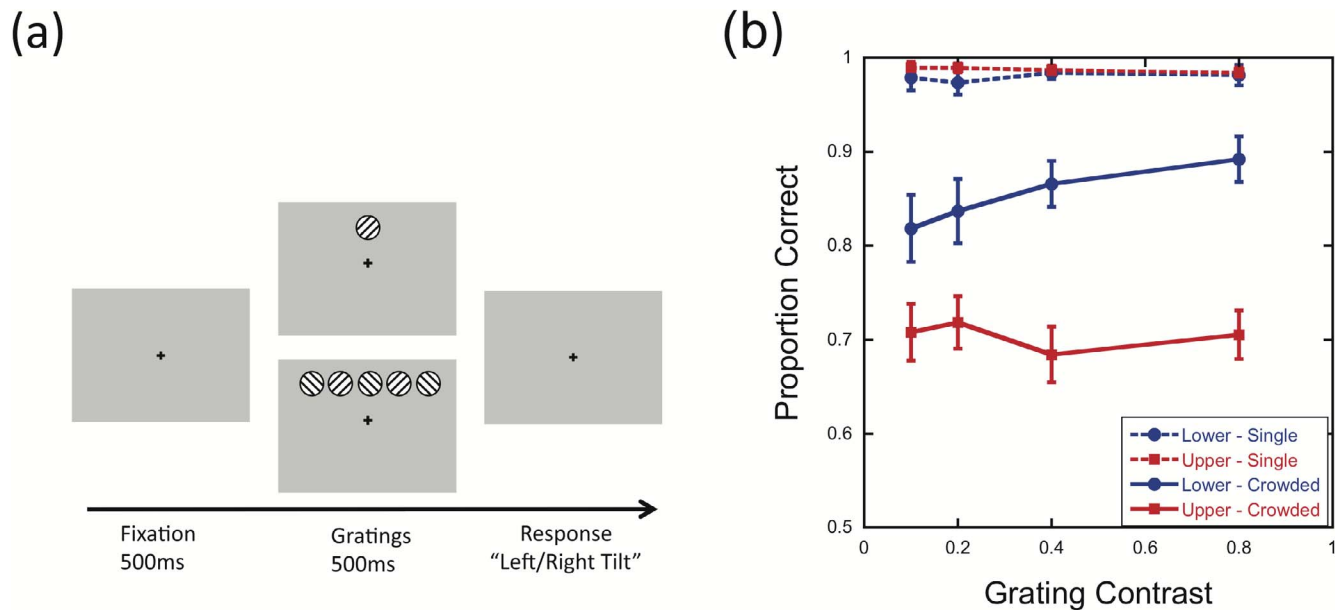 (a)
Fixation
500ms
Gratings
500ms
Response
“Left/Right Tilt”
(b)
Proportion Correct
1
0.9
0.8
0.7
0.6
0.5
0
0.2
0.4
0.6
0.8
1
Grating Contrast
Lower - Single
Upper - Single
Lower - Crowded
Upper - Crowded